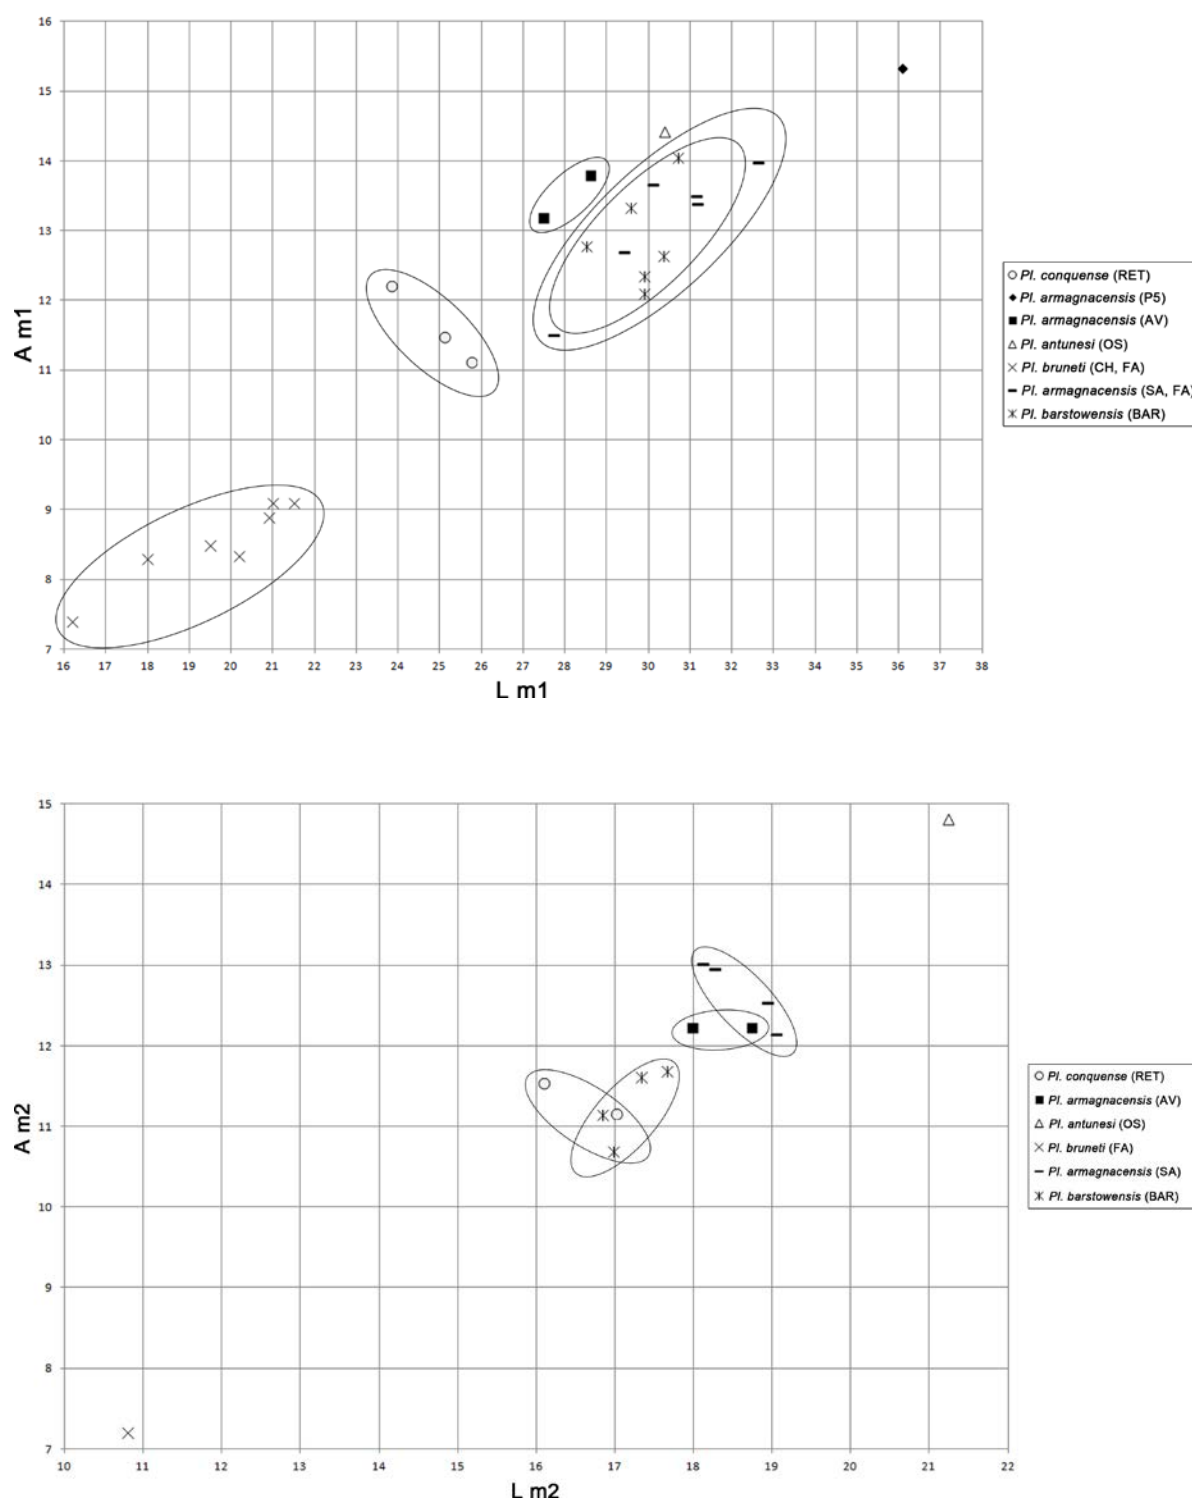 16
15
14
13
12
11
10
9
8
7
A m1
16 17 18 19 20 21 22 23 24 25 26 27 28 29 30 31 32 33 34 35 36 37 38
L m1
Pl. conquense (RET)
Pl. armagnacensis (P5)
Pl. armagnacensis (AV)
Pl. antunesi (OS)
Pl. bruneti (CH, FA)
Pl. armagnacensis (SA, FA)
Pl. barstowensis (BAR)
15
14
13
12
11
10
9
8
7
A m2
10 11 12 13 14 15 16 17 18 19 20 21 22
L m2
Pl. conquense (RET)
Pl. armagnacensis (AV)
Pl. antunesi (OS)
Pl. bruneti (FA)
Pl. armagnacensis (SA)
Pl. barstowensis (BAR)